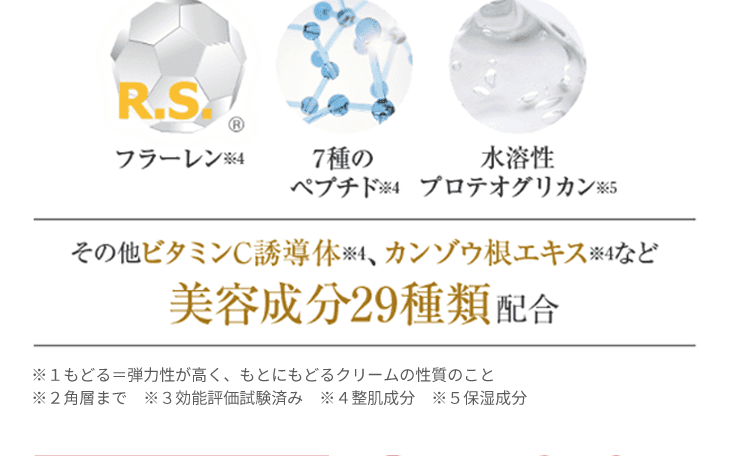 R.S.®
フラーレン※4
7種の
ペプチド※4
水溶性
プロテオグリカン※5
その他ビタミンC誘導体※4、カンゾウ根エキス※4など
美容成分29種類配合
※１もどる＝弾力性が高く、もとにもどるクリームの性質のこと
※２角層まで　※３効能評価試験済み　※４整肌成分　※５保湿成分